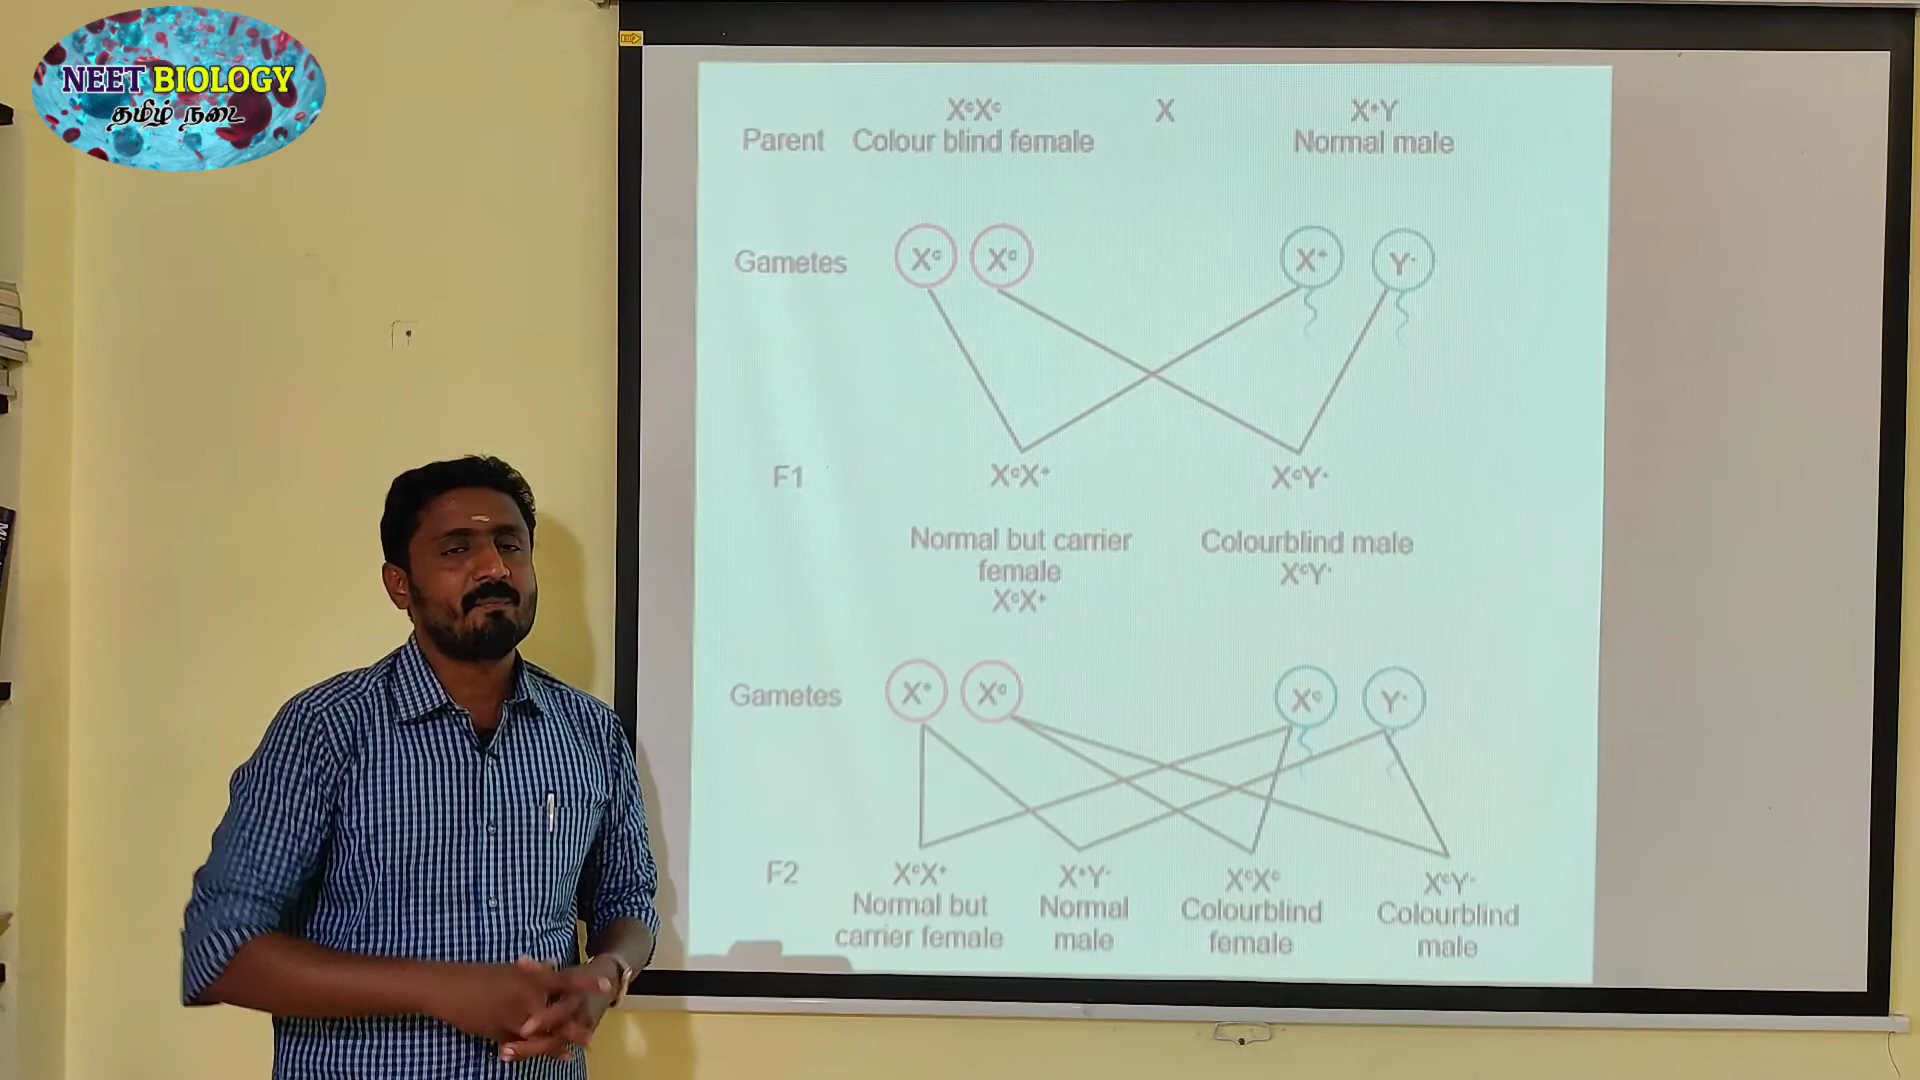 NEET BIOLOGY
தமிழ் நடை
XᶜXᶜ X X⁺Y
Parent Colour blind female Normal male
Gametes Xᶜ Xᶜ X⁺ Y⁻
F1 XᶜX⁺ XᶜY⁻
Normal but carrier female
XᶜX⁺
Colourblind male
XᶜY⁻
Gametes X⁺ Xᶜ Xᶜ Y⁻
F2 XᶜX⁺ X⁺Y⁻ XᶜXᶜ XᶜY⁻
Normal but
carrier female
Normal
male
Colourblind
female
Colourblind
male